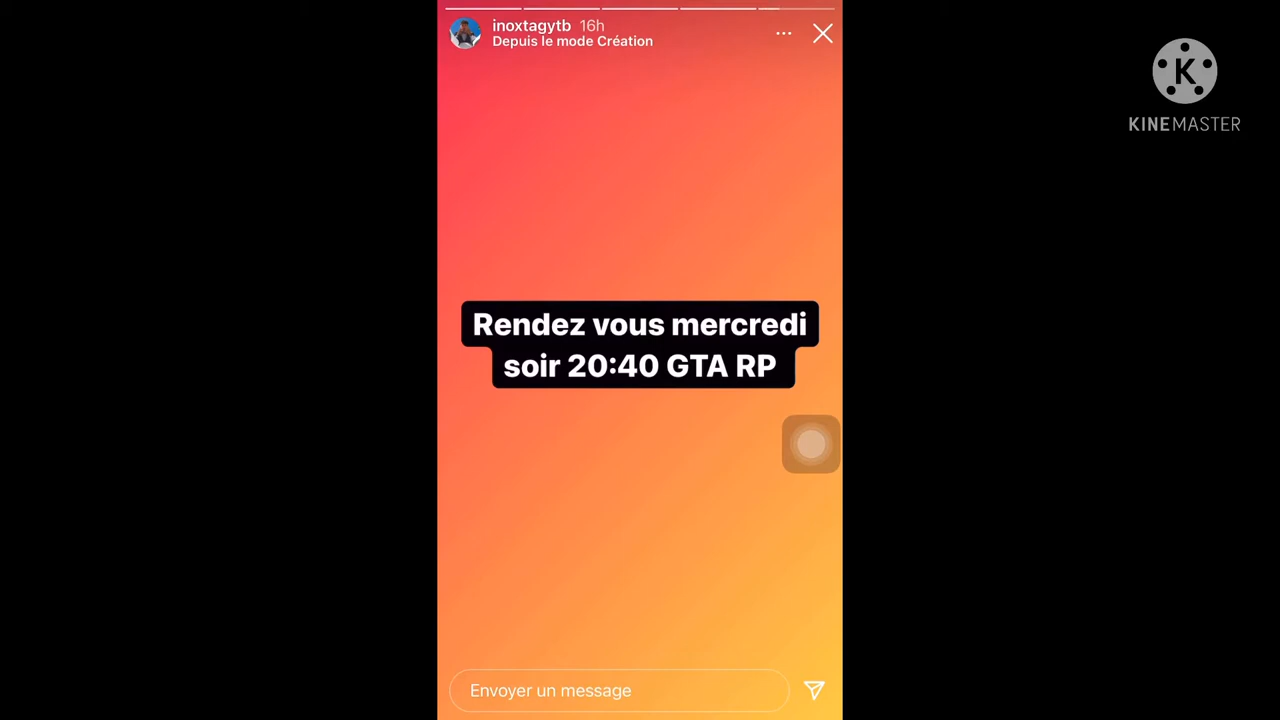 inoxtagytb 16h
Depuis le mode Création
K
KINEMASTER
Rendez vous mercredi
soir 20:40 GTA RP
Envoyer un message